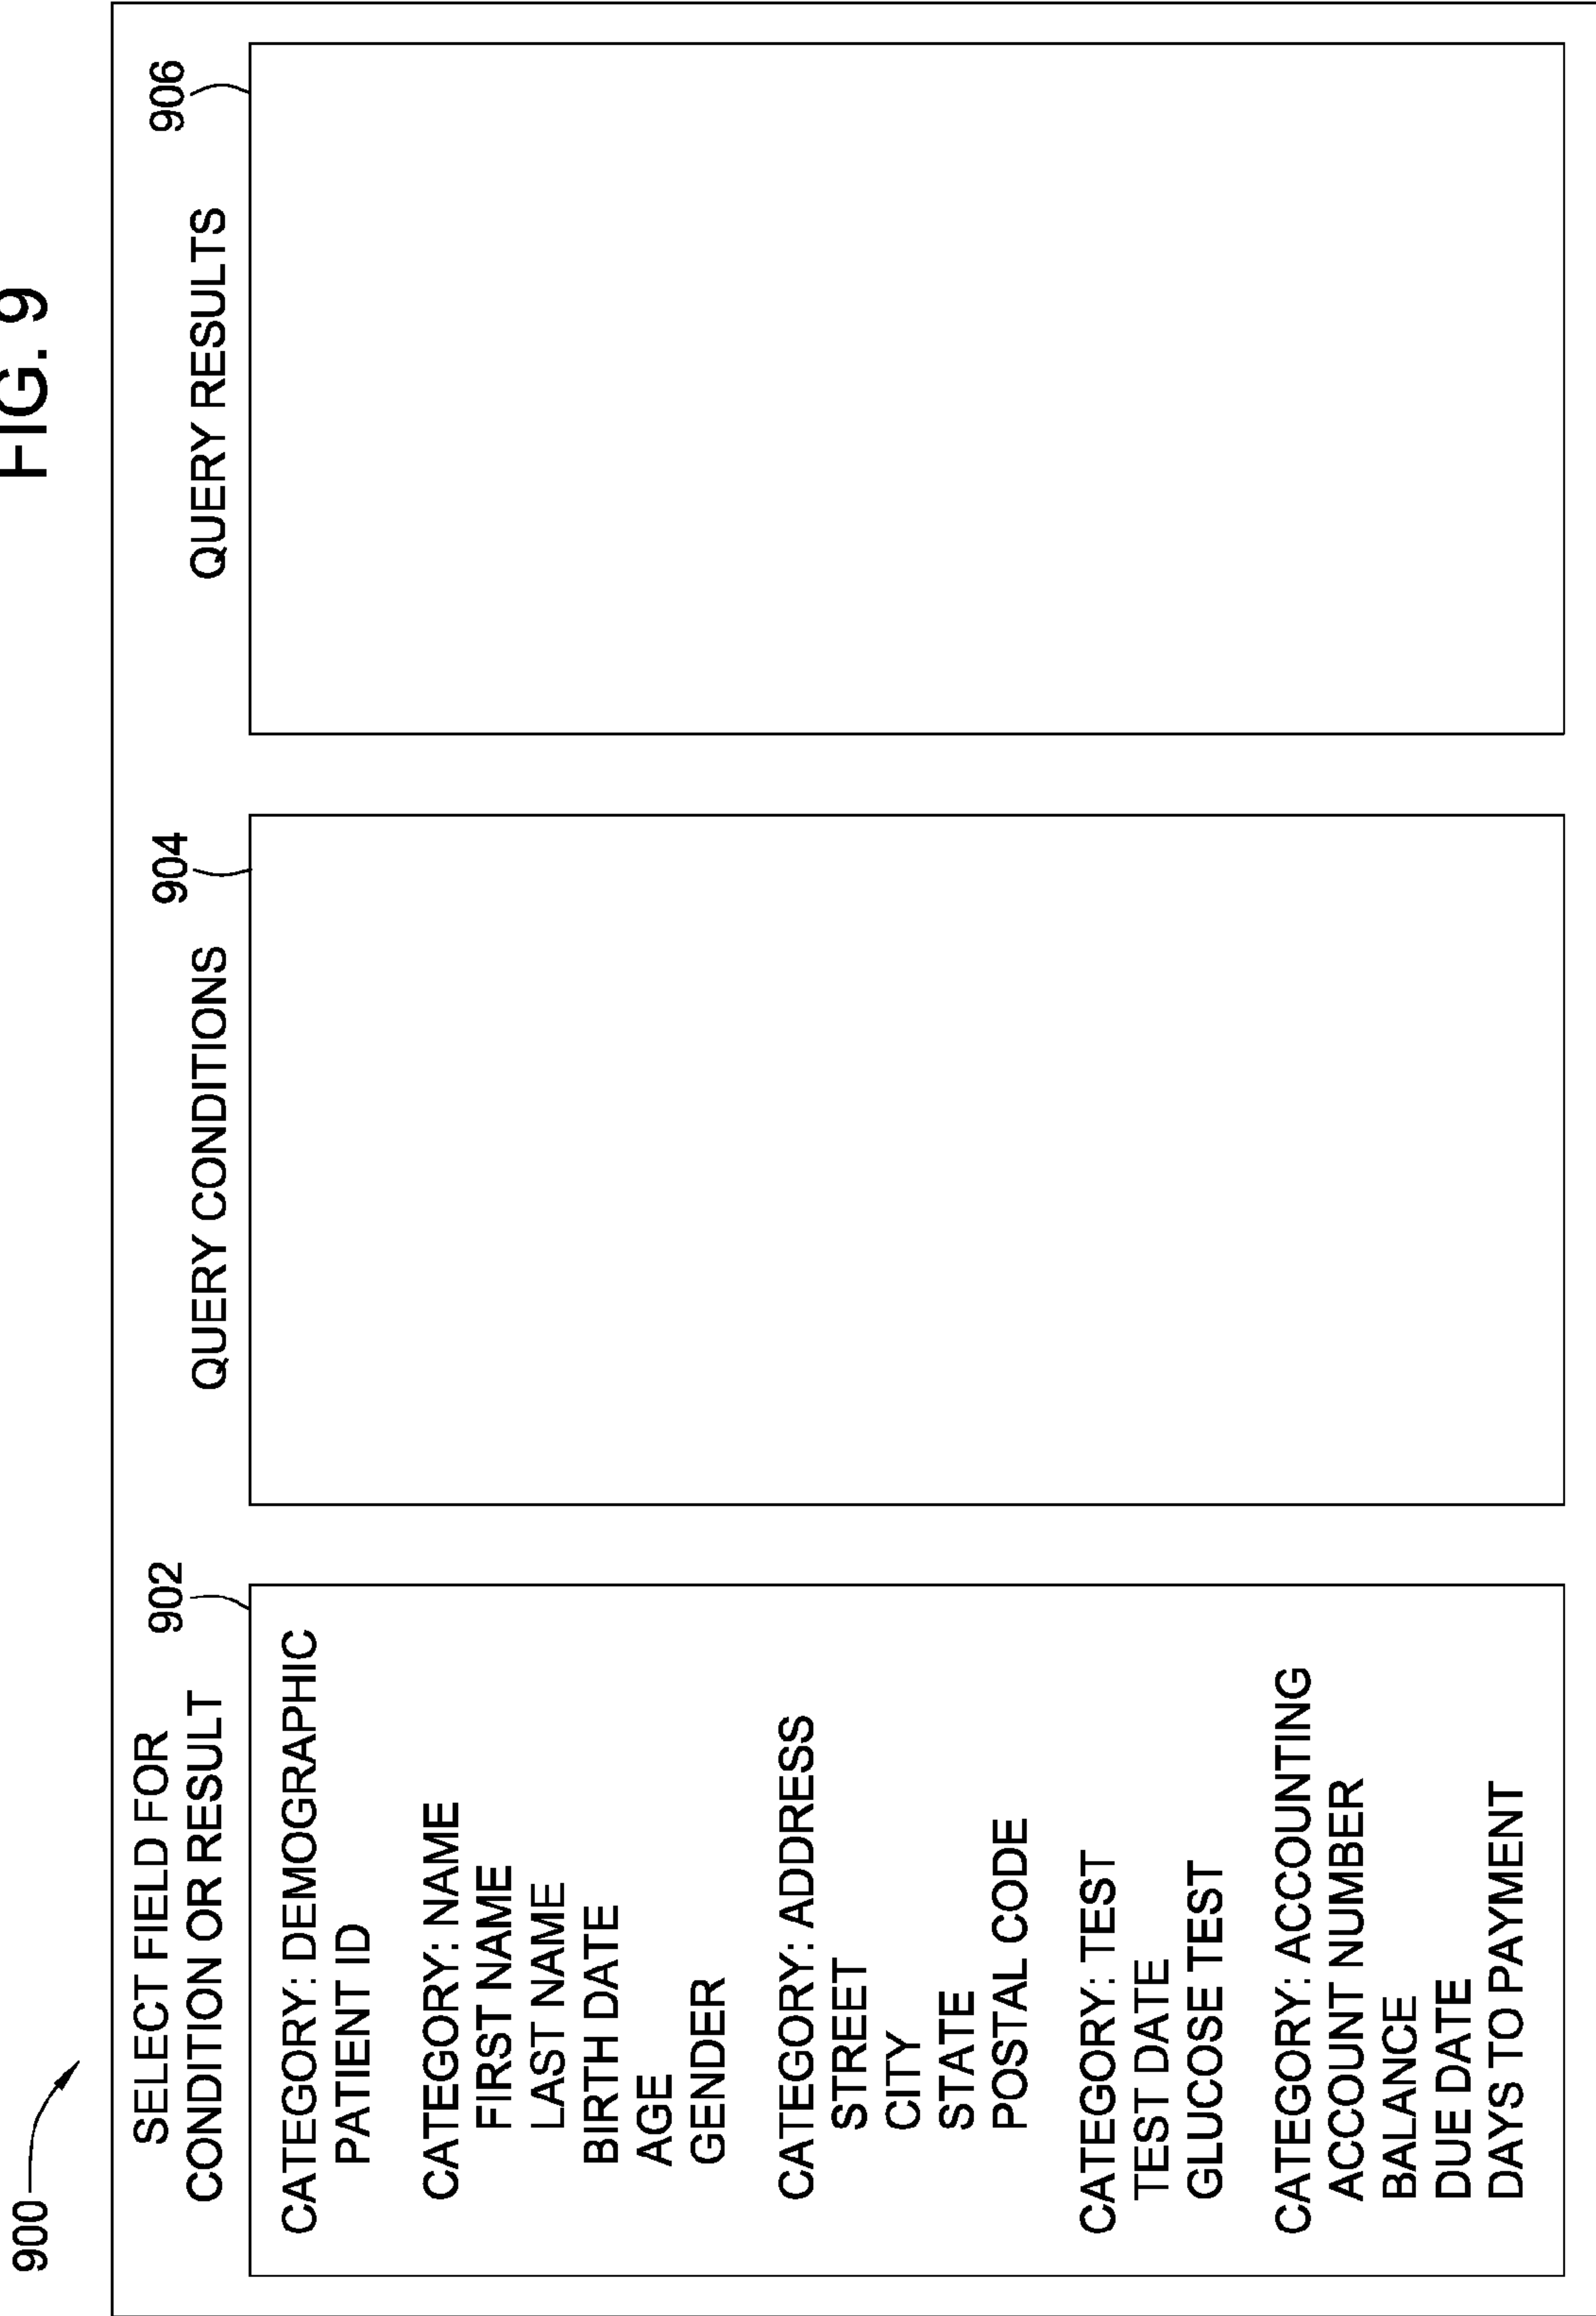 FIG. 9
900
SELECT FIELD FOR
CONDITION OR RESULT
902
CATEGORY: DEMOGRAPHIC
PATIENT ID
CATEGORY: NAME
FIRST NAME
LAST NAME
BIRTH DATE
AGE
GENDER
CATEGORY: ADDRESS
STREET
CITY
STATE
POSTAL CODE
CATEGORY: TEST
TEST DATE
GLUCOSE TEST
CATEGORY: ACCOUNTING
ACCOUNT NUMBER
BALANCE
DUE DATE
DAYS TO PAYMENT
QUERY CONDITIONS
904
QUERY RESULTS
906